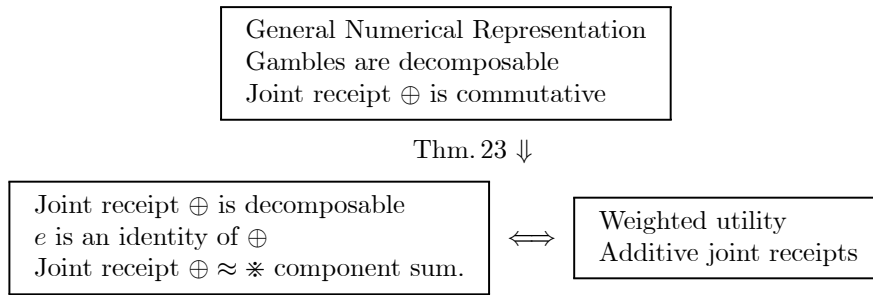 General Numerical Representation
Gambles are decomposable
Joint receipt ⊕ is commutative
Thm. 23 ⇓
Joint receipt ⊕ is decomposable
e is an identity of ⊕
Joint receipt ⊕ ≈ ⋇ component sum.
⟺
Weighted utility
Additive joint receipts